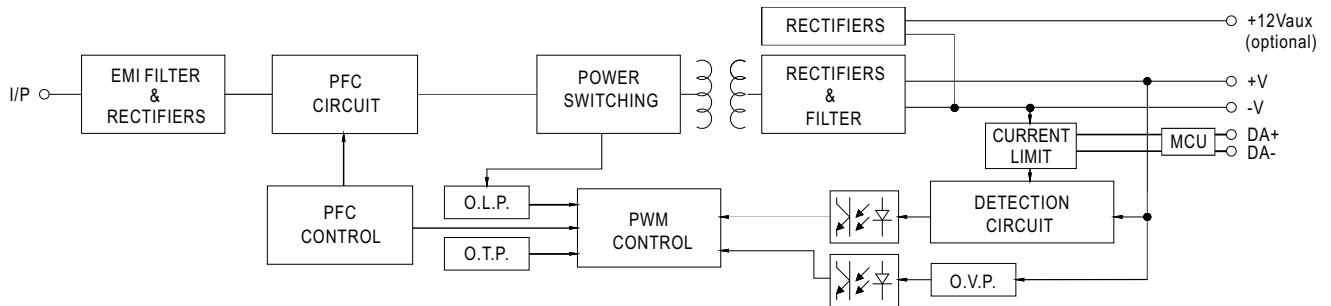 RECTIFIERS
+12Vaux
(optional)
I/P
EMI FILTER
&
RECTIFIERS
PFC
CIRCUIT
POWER
SWITCHING
RECTIFIERS
&
FILTER
+V
-V
CURRENT
LIMIT
MCU
DA+
DA-
PFC
CONTROL
O.L.P.
O.T.P.
PWM
CONTROL
DETECTION
CIRCUIT
O.V.P.